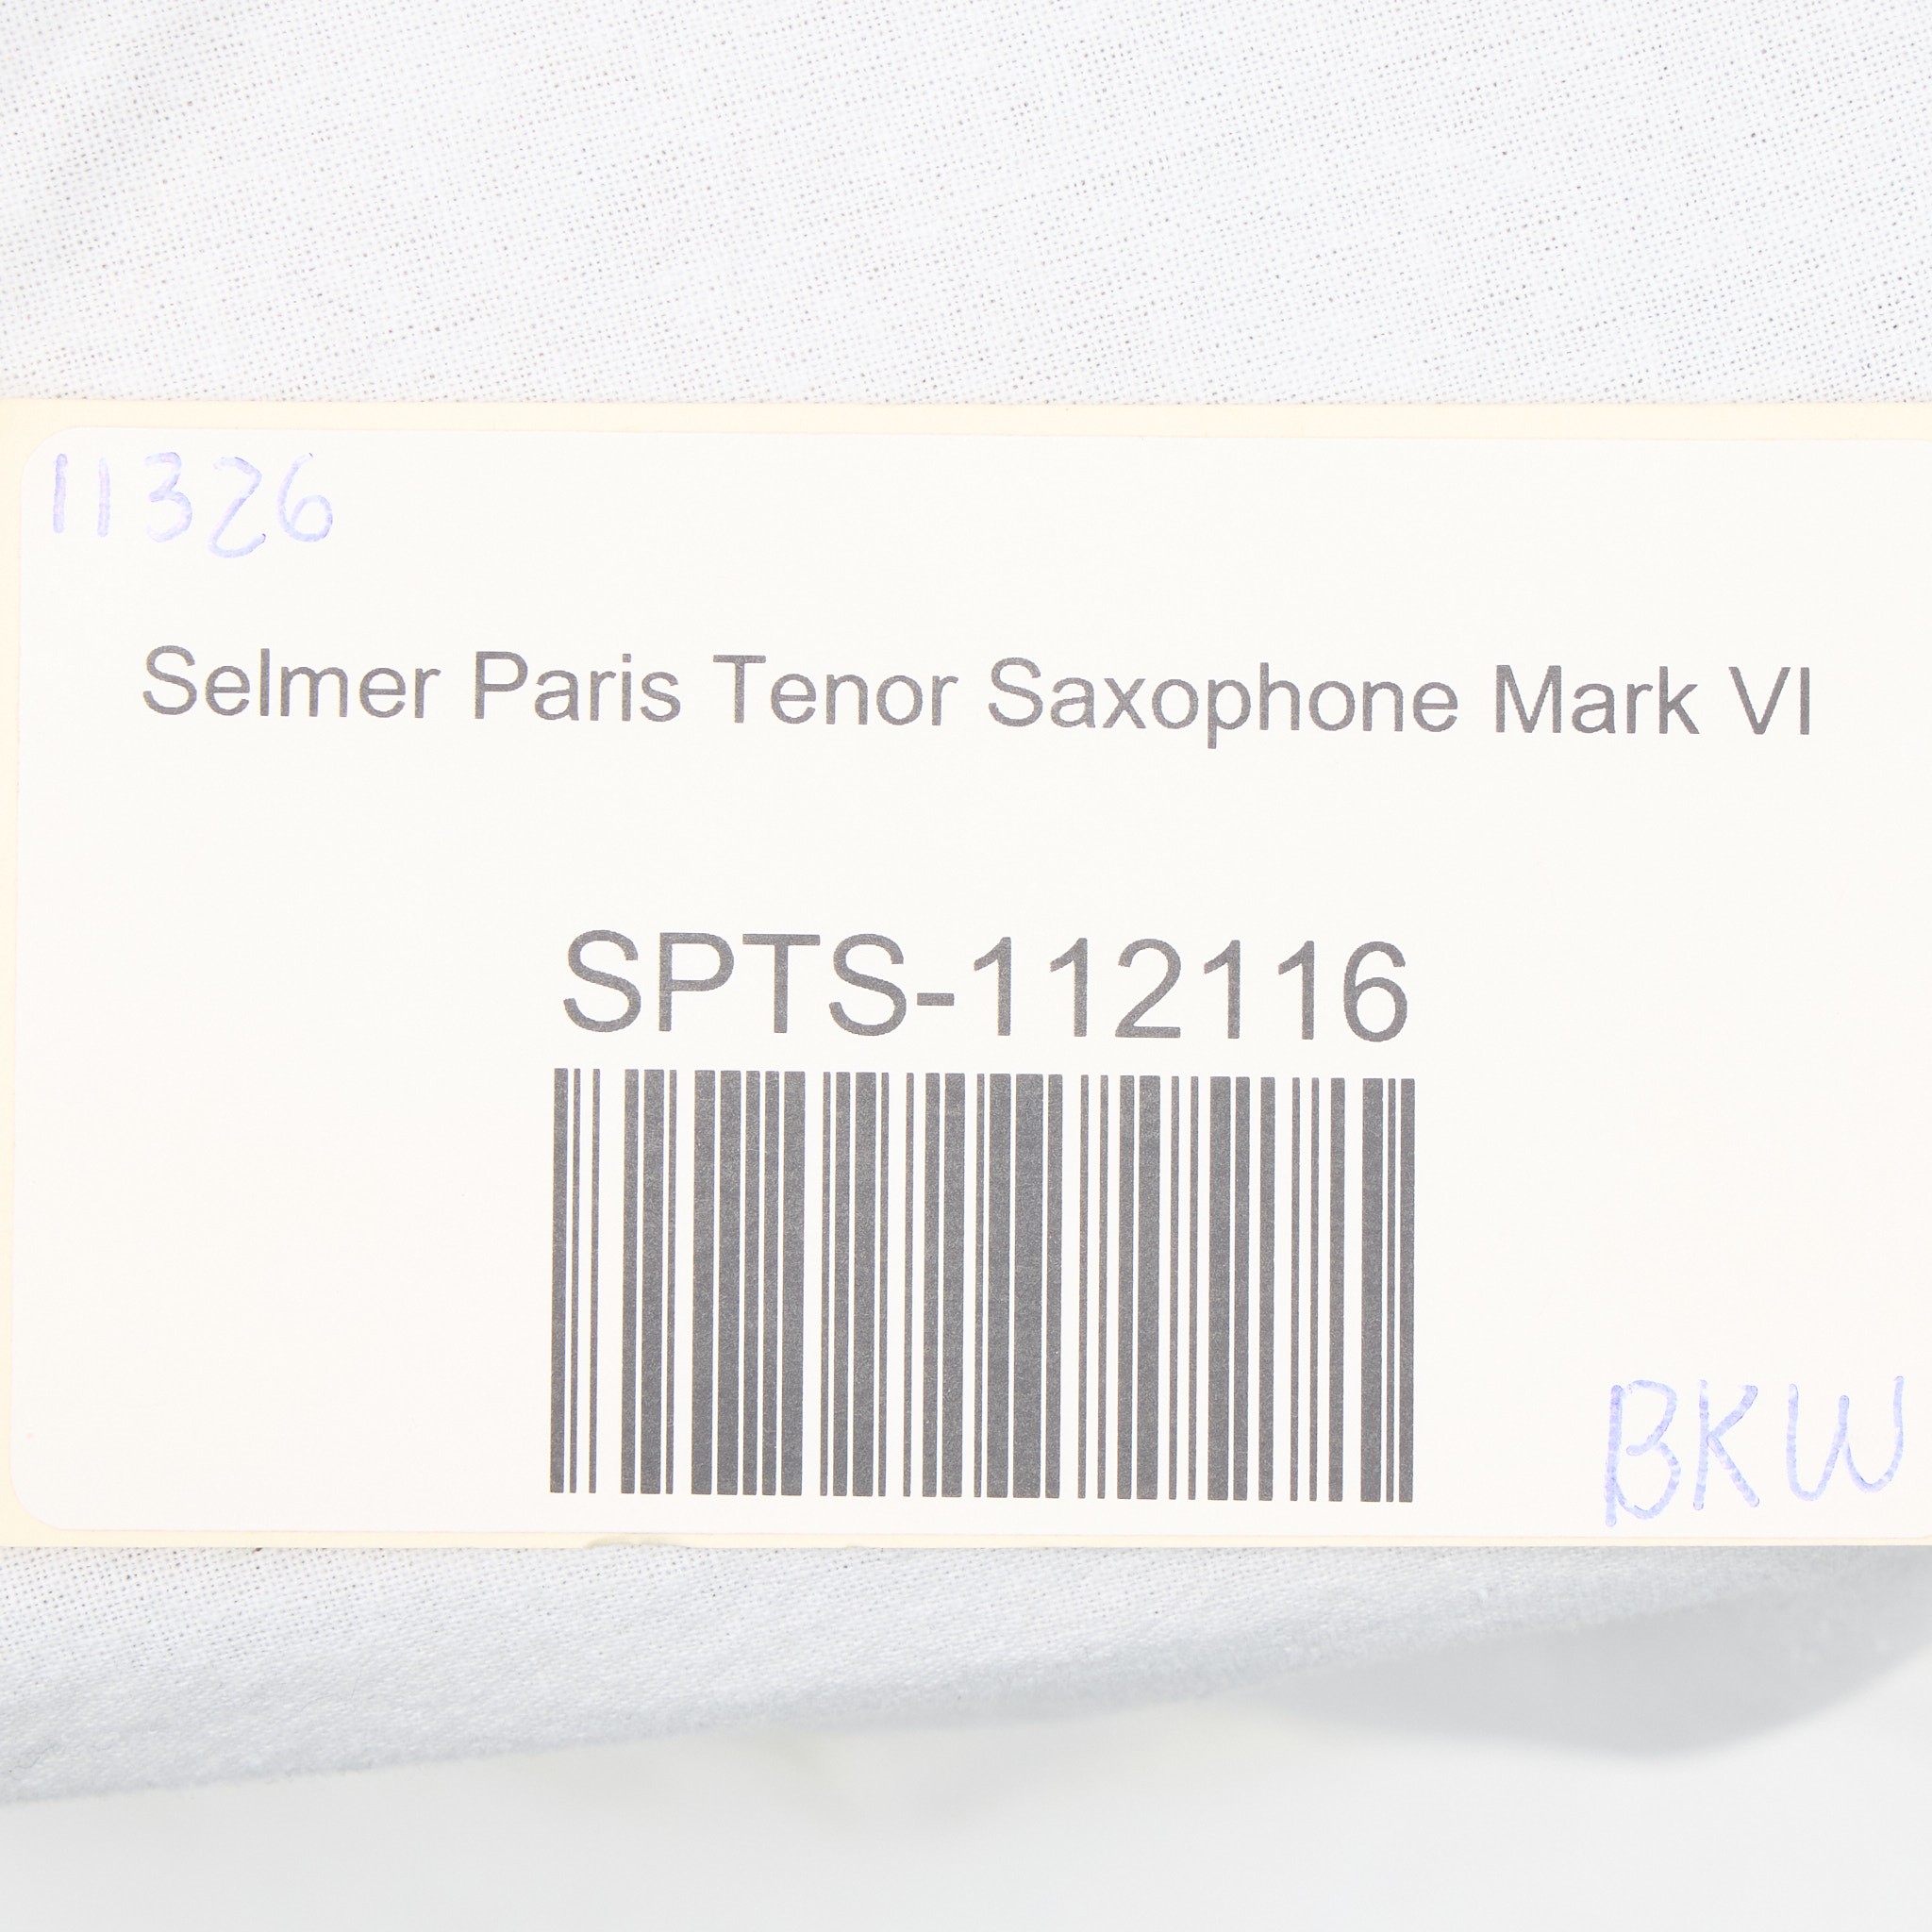 11326
Selmer Paris Tenor Saxophone Mark VI
SPTS-112116
BKW